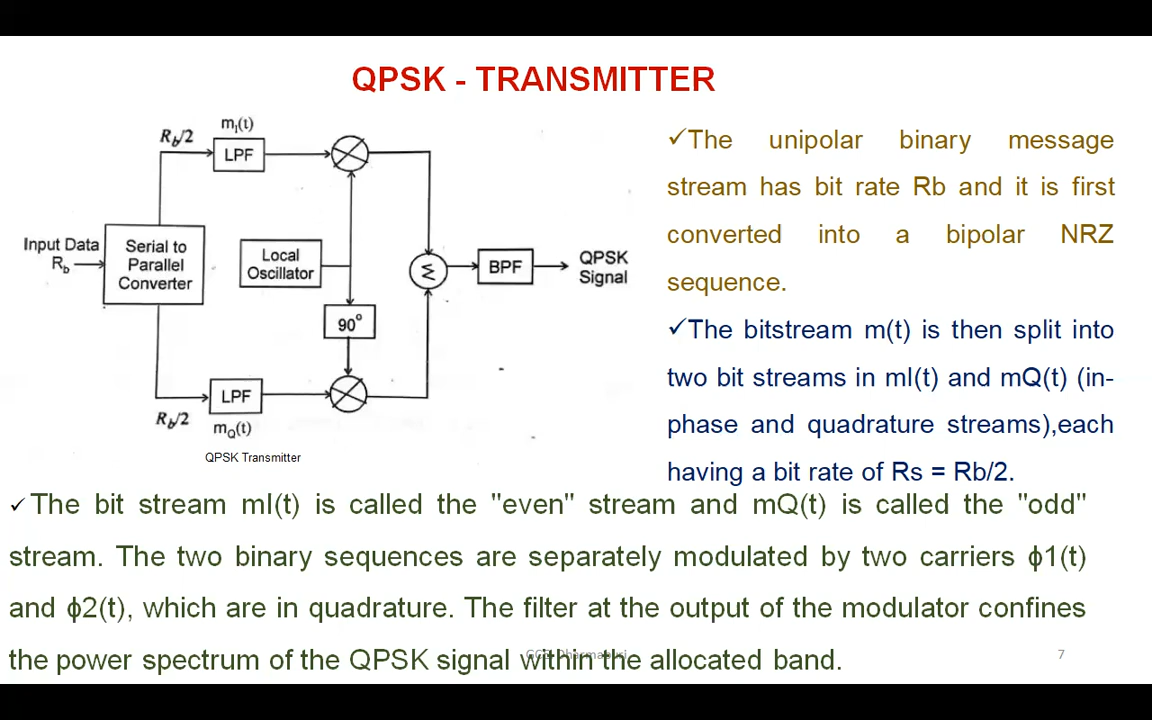 QPSK - TRANSMITTER
mI(t)
Rb/2
LPF
Input Data
Rb
Serial to
Parallel
Converter
Local
Oscillator
90°
Σ
BPF
QPSK
Signal
LPF
Rb/2
mQ(t)
QPSK Transmitter
✓The unipolar binary message
stream has bit rate Rb and it is first
converted into a bipolar NRZ
sequence.
✓The bitstream m(t) is then split into
two bit streams in mI(t) and mQ(t) (in-
phase and quadrature streams),each
having a bit rate of Rs = Rb/2.
✓The bit stream mI(t) is called the "even" stream and mQ(t) is called the "odd"
stream. The two binary sequences are separately modulated by two carriers ϕ1(t)
and ϕ2(t), which are in quadrature. The filter at the output of the modulator confines
the power spectrum of the QPSK signal within the allocated band.
7